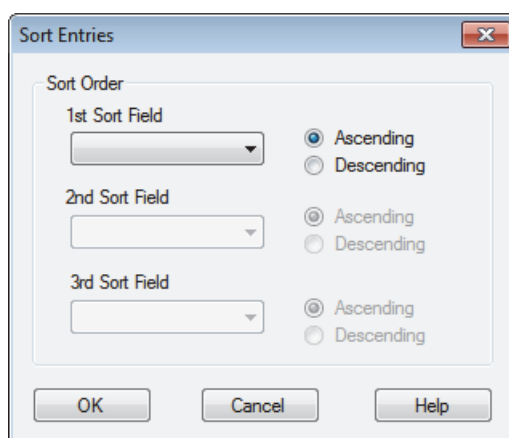 Sort Entries
Sort Order
1st Sort Field
Ascending
Descending
2nd Sort Field
Ascending
Descending
3rd Sort Field
Ascending
Descending
OK Cancel Help